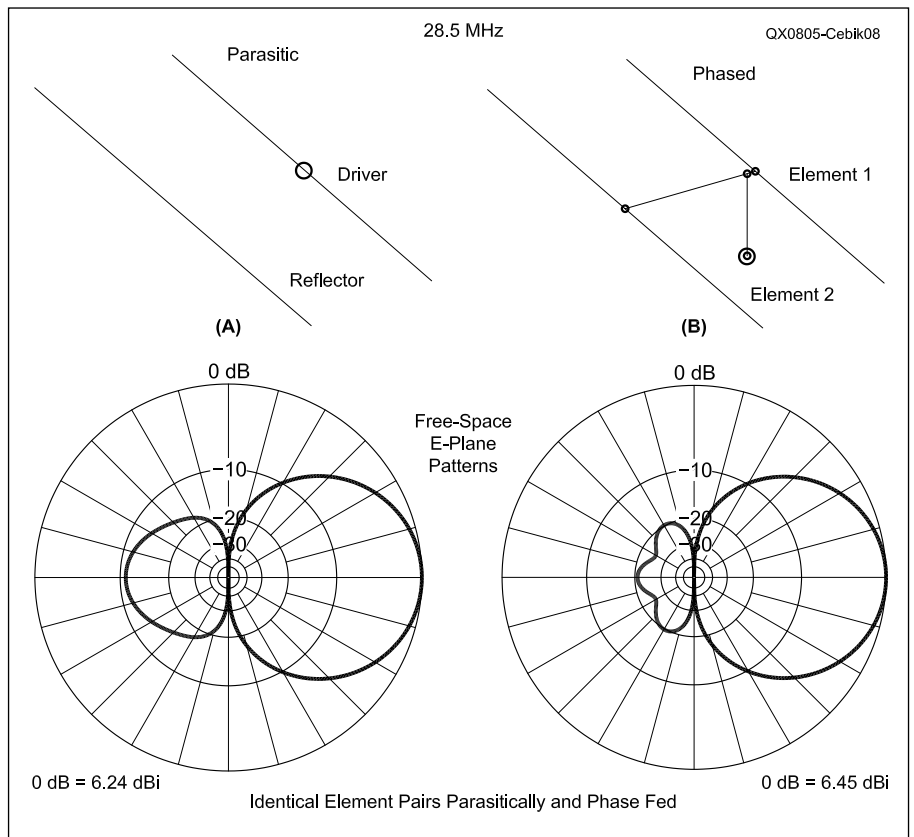 28.5 MHz
QX0805-Cebik08
Parasitic
Phased
Driver
Element 1
Reflector
Element 2
(A)
(B)
0 dB
0 dB
Free-Space
E-Plane
Patterns
−10
−20
−30
−10
−20
−30
0 dB = 6.24 dBi
0 dB = 6.45 dBi
Identical Element Pairs Parasitically and Phase Fed